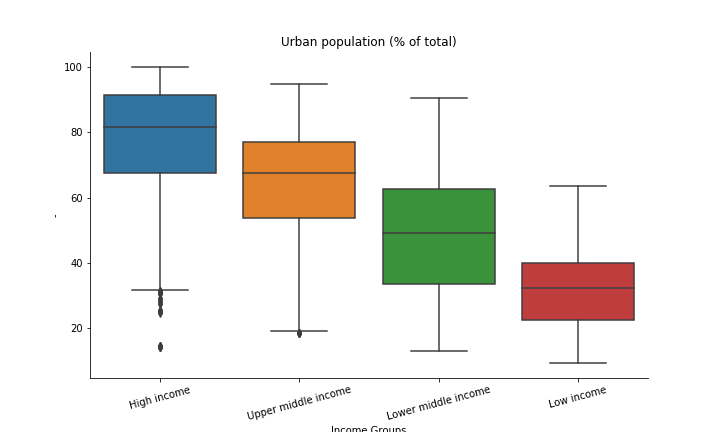 Urban population (% of total)
100
80
60
40
20
-
High income
Upper middle income
Lower middle income
Low income
Income Groups